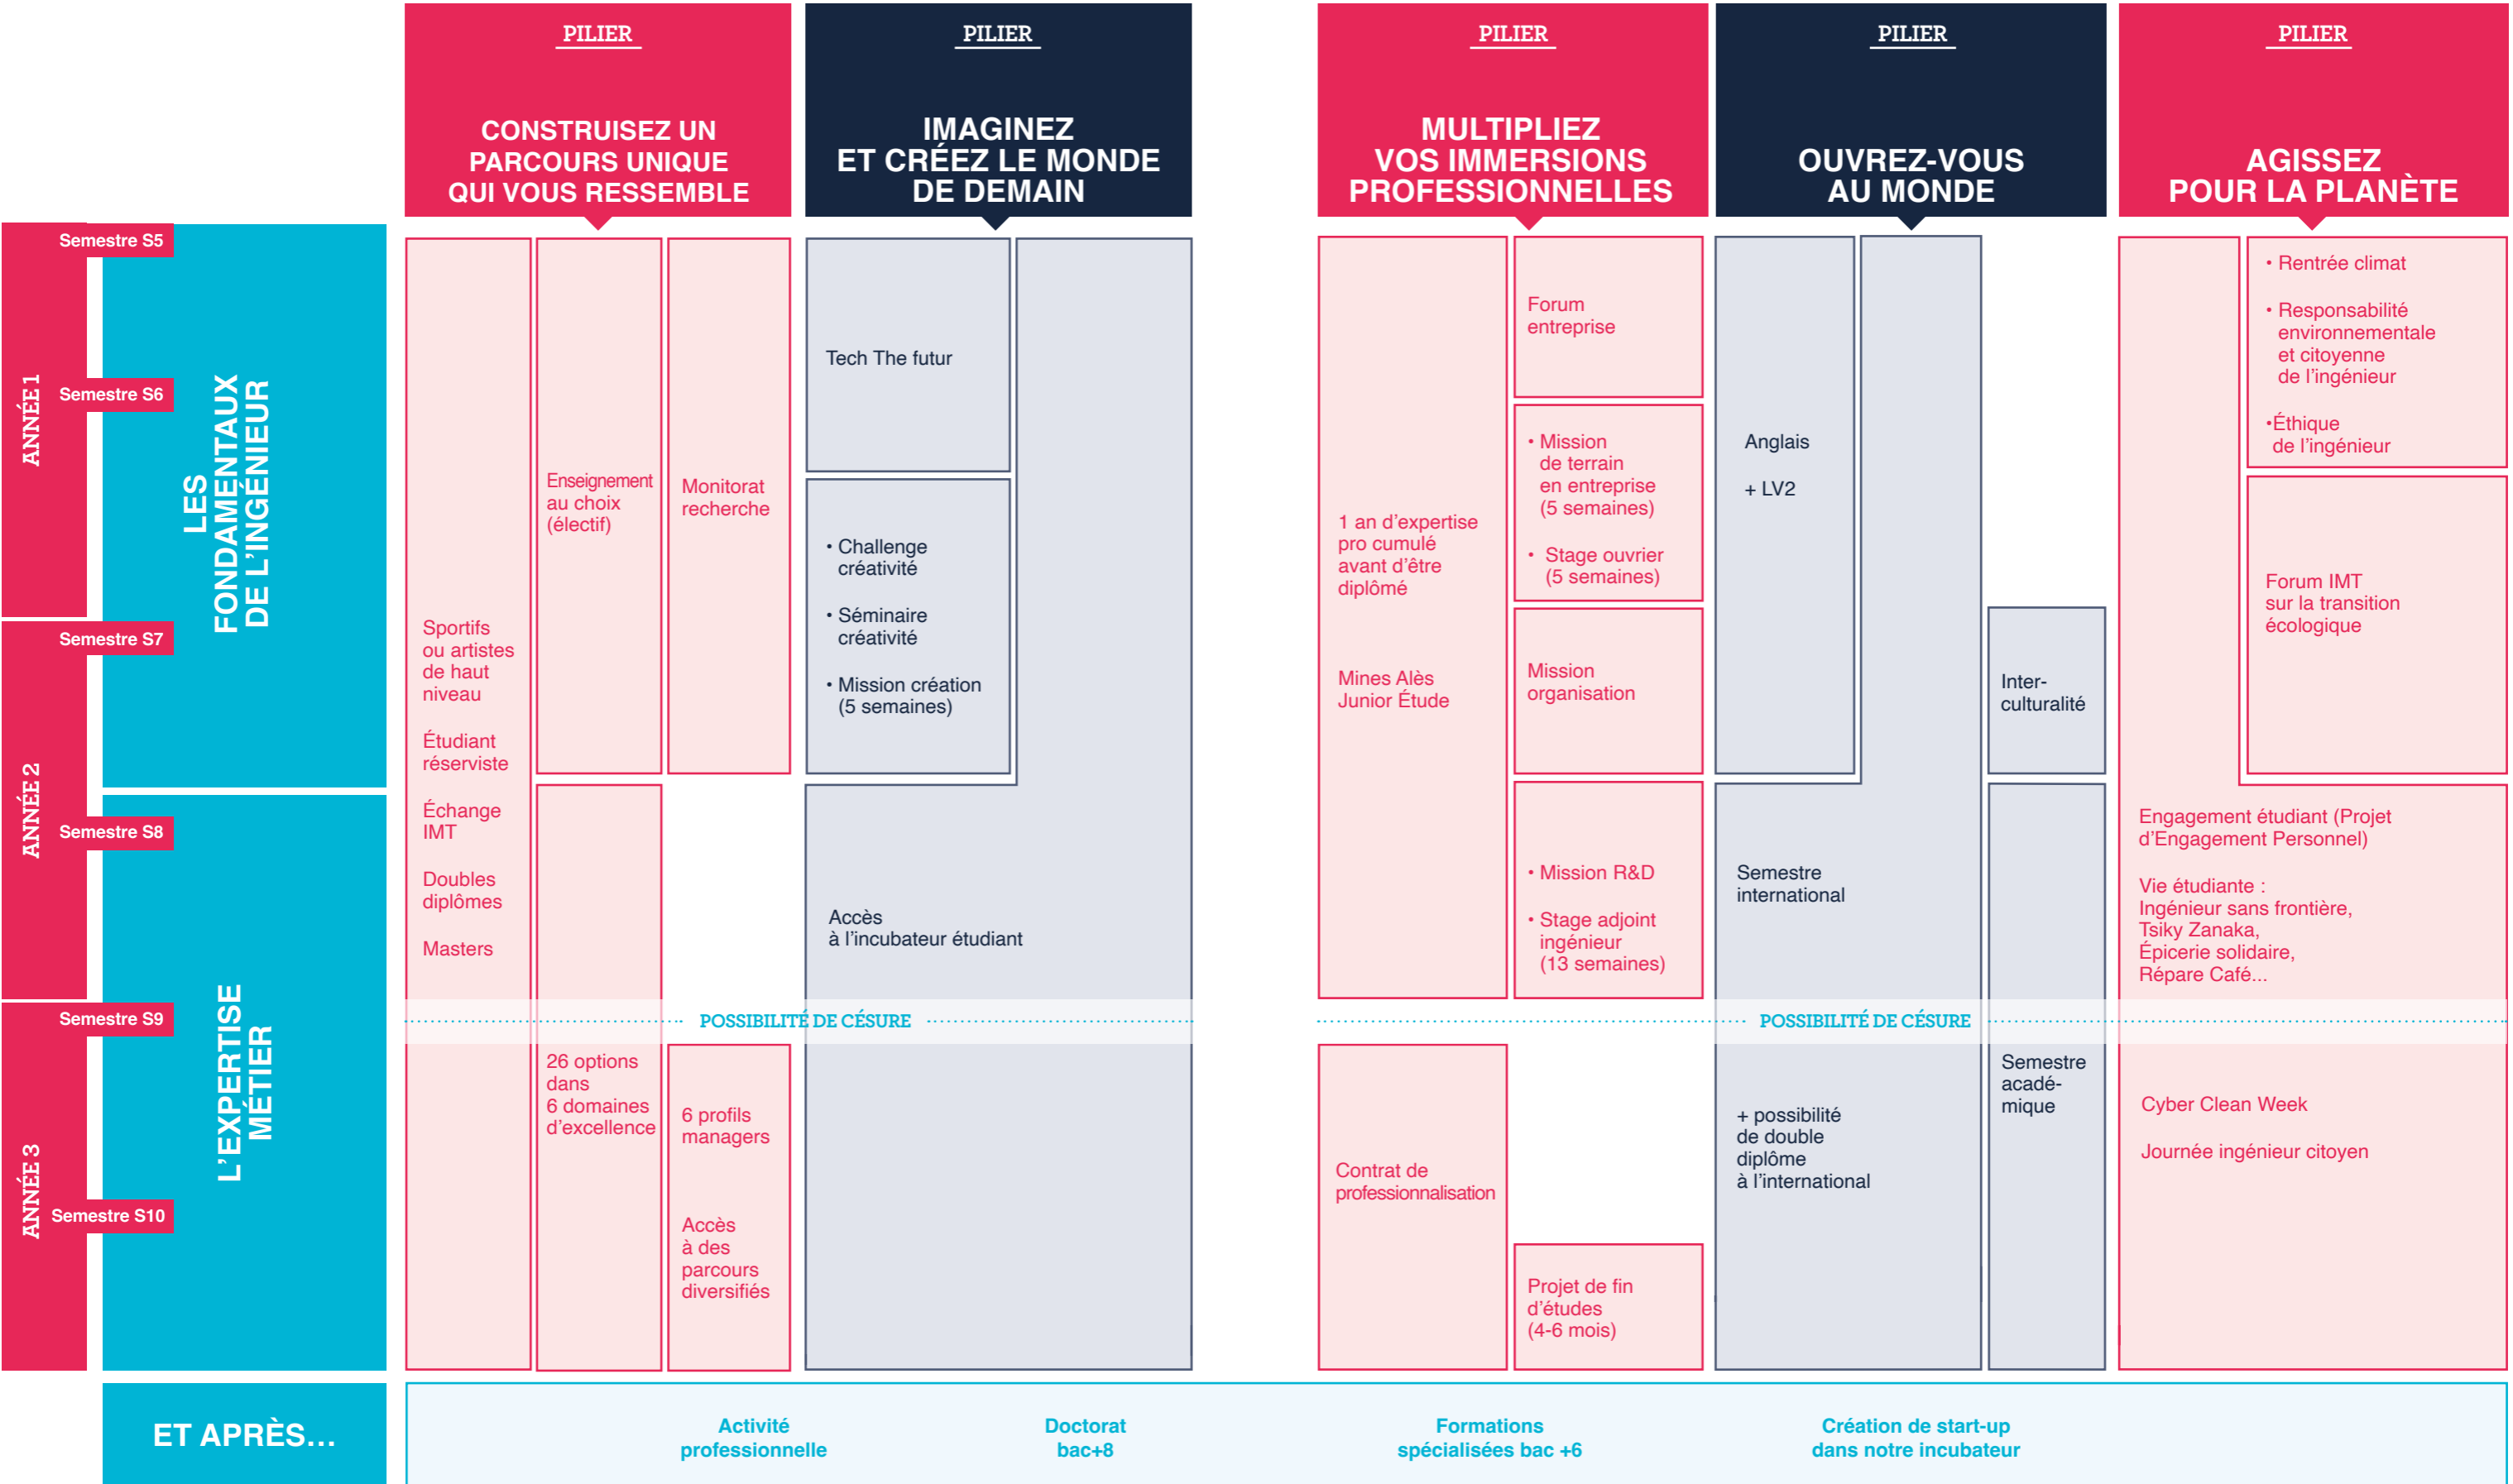 PILIER
CONSTRUISEZ UN
PARCOURS UNIQUE
QUI VOUS RESSEMBLE
PILIER
IMAGINEZ
ET CRÉEZ LE MONDE
DE DEMAIN
PILIER
MULTIPLIEZ
VOS IMMERSIONS
PROFESSIONNELLES
PILIER
OUVREZ-VOUS
AU MONDE
PILIER
AGISSEZ
POUR LA PLANÈTE
ANNÉE 1
Semestre S5
Semestre S6
ANNÉE 2
Semestre S7
Semestre S8
ANNÉE 3
Semestre S9
Semestre S10
LES
FONDAMENTAUX
DE L'INGÉNIEUR
L'EXPERTISE
MÉTIER
Sportifs
ou artistes
de haut
niveau
Étudiant
réserviste
Échange
IMT
Doubles
diplômes
Masters
Enseignement
au choix
(électif)
Monitorat
recherche
26 options
dans
6 domaines
d'excellence
6 profils
managers
Accès
à des
parcours
diversifiés
Tech The futur
• Challenge
créativité
• Séminaire
créativité
• Mission création
(5 semaines)
Accès
à l'incubateur étudiant
POSSIBILITÉ DE CÉSURE
1 an d'expertise
pro cumulé
avant d'être
diplômé
Mines Alès
Junior Étude
Forum
entreprise
• Mission
de terrain
en entreprise
(5 semaines)
• Stage ouvrier
(5 semaines)
Mission
organisation
• Mission R&D
• Stage adjoint
ingénieur
(13 semaines)
Contrat de
professionnalisation
Projet de fin
d'études
(4-6 mois)
Anglais
+ LV2
Inter-
culturalité
Semestre
international
POSSIBILITÉ DE CÉSURE
+ possibilité
de double
diplôme
à l'international
Semestre
acadé-
mique
• Rentrée climat
• Responsabilité
environnementale
et citoyenne
de l'ingénieur
•Éthique
de l'ingénieur
Forum IMT
sur la transition
écologique
Engagement étudiant (Projet
d'Engagement Personnel)
Vie étudiante :
Ingénieur sans frontière,
Tsiky Zanaka,
Épicerie solidaire,
Répare Café...
Cyber Clean Week
Journée ingénieur citoyen
ET APRÈS…
Activité
professionnelle
Doctorat
bac+8
Formations
spécialisées bac +6
Création de start-up
dans notre incubateur